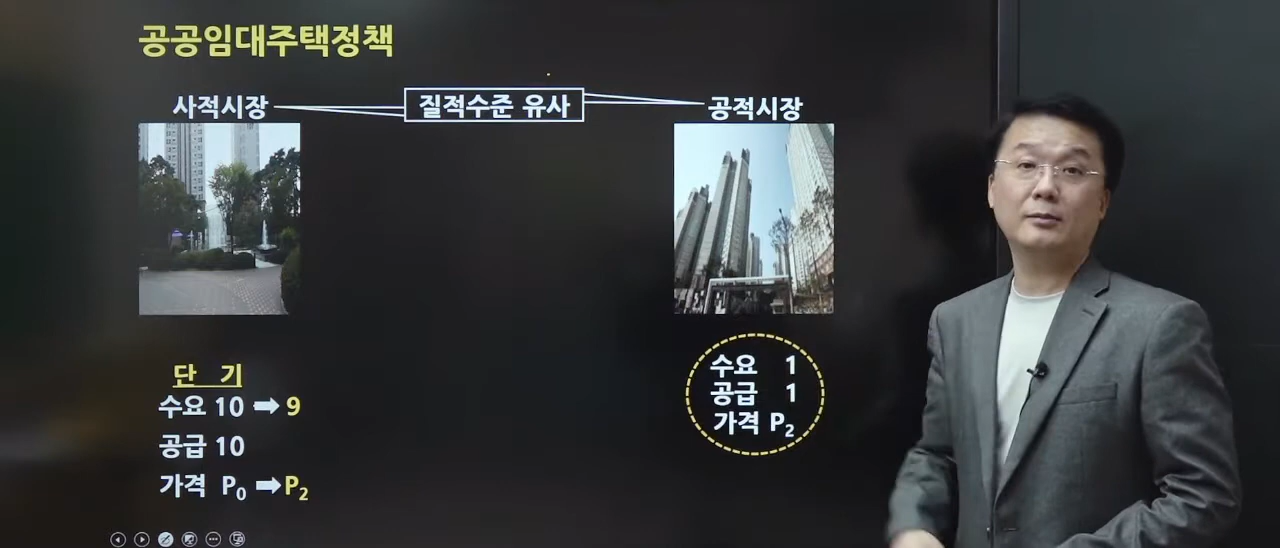 공공임대주택정책
사적시장
질적수준 유사
공적시장
단 기
수요 10 ➡ 9
공급 10
가격 P₀ ➡ P₂
수요 1
공급 1
가격 P₂